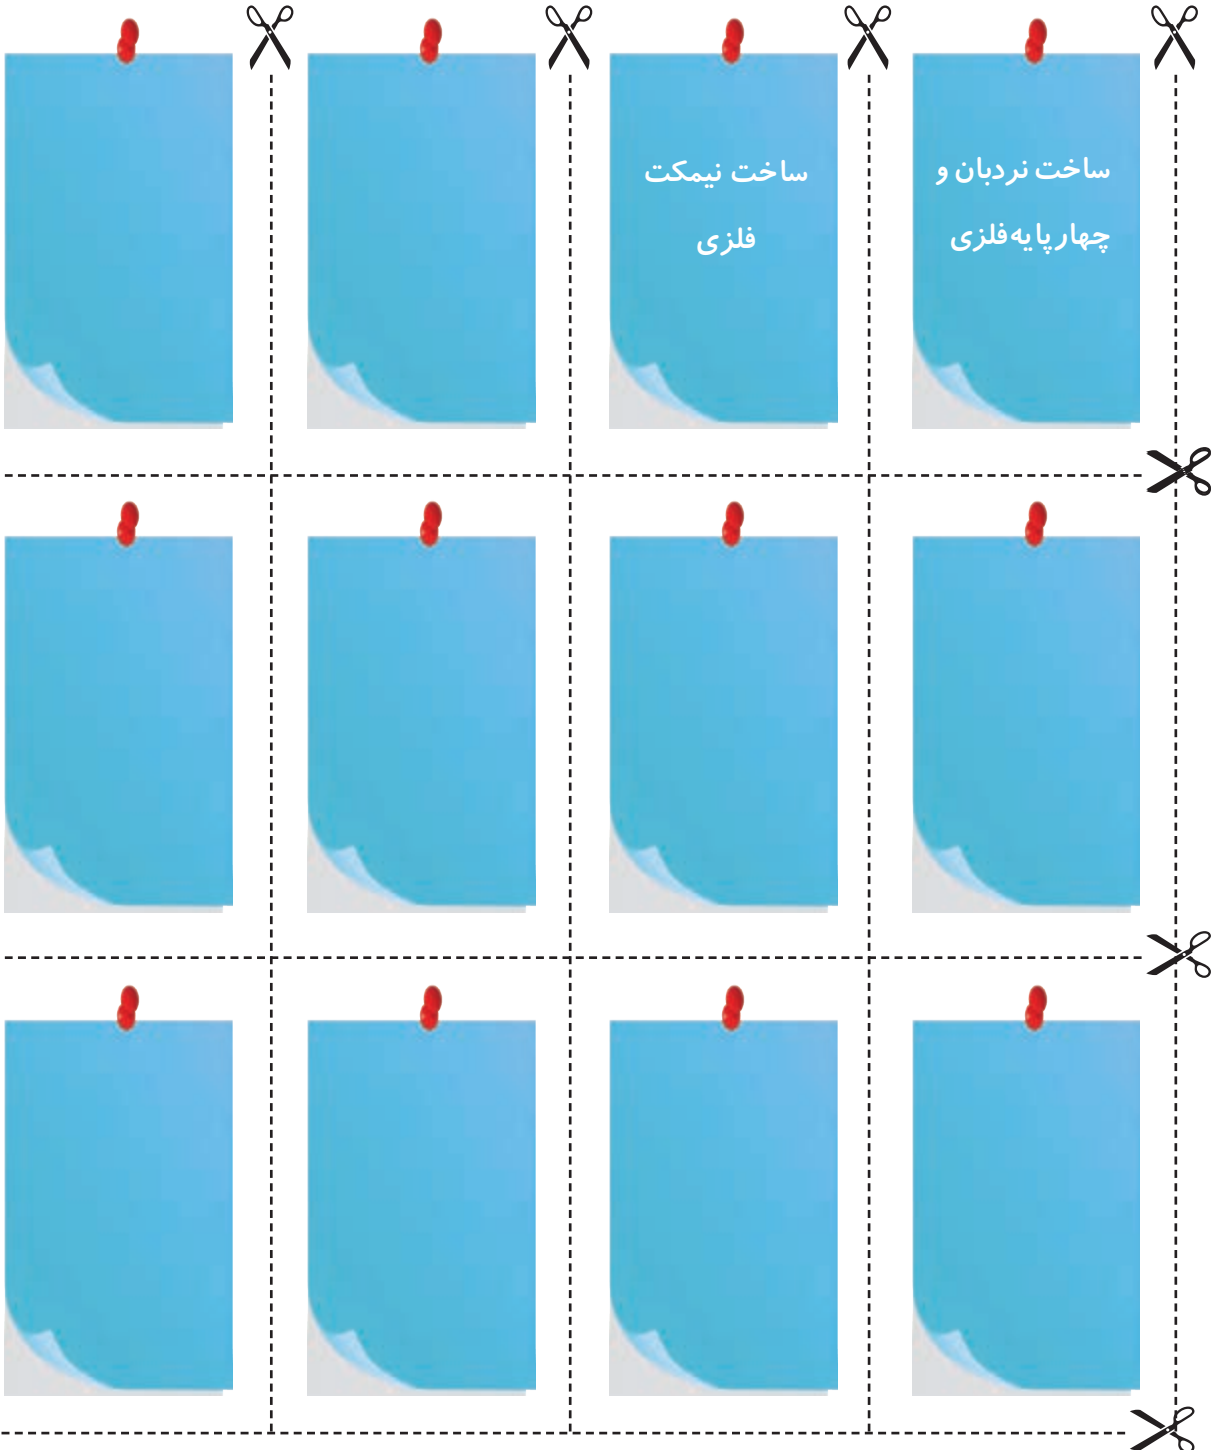 ساخت نردبان و
چهارپایه فلزی
ساخت نیمکت
فلزی